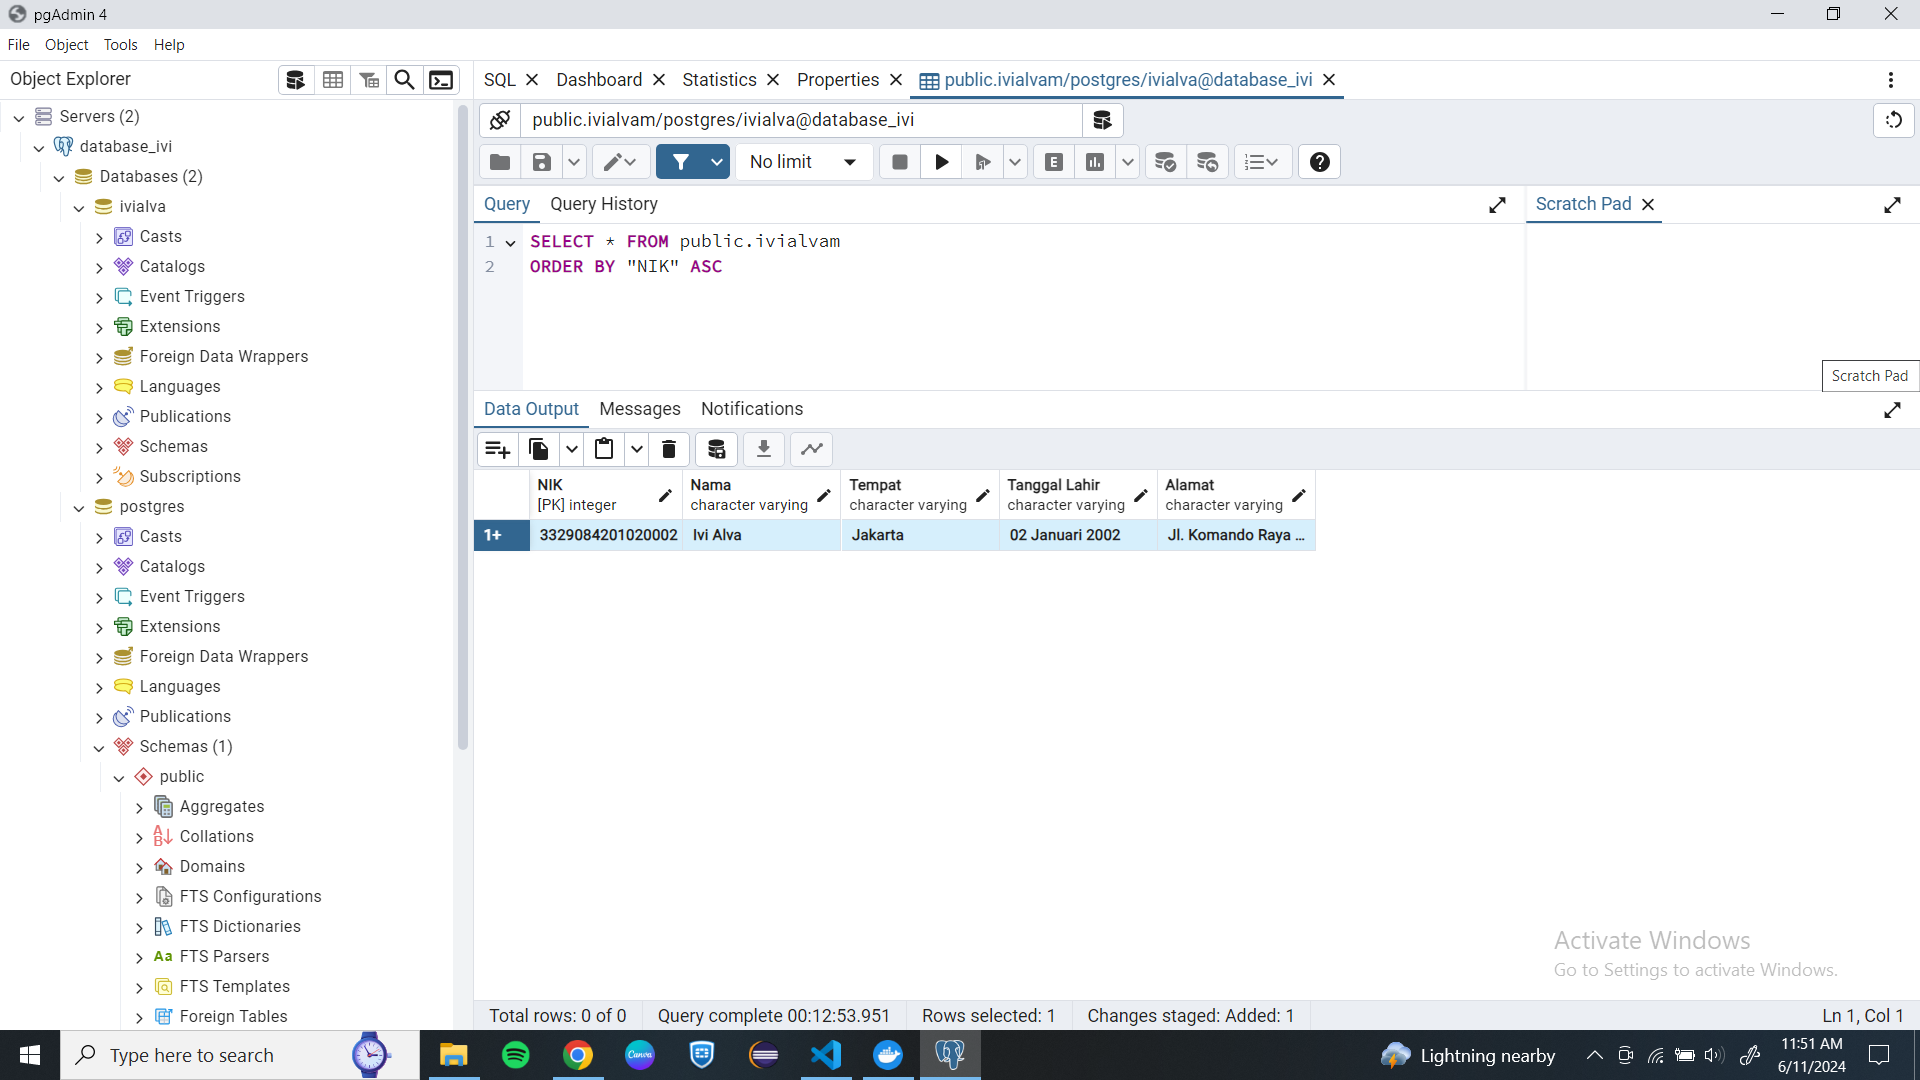 pgAdmin 4
File Object Tools Help
Object Explorer
SQL Dashboard Statistics Properties public.ivialvam/postgres/ivialva@database_ivi
Servers (2)
database_ivi
Databases (2)
ivialva
Casts
Catalogs
Event Triggers
Extensions
Foreign Data Wrappers
Languages
Publications
Schemas
Subscriptions
postgres
Casts
Catalogs
Event Triggers
Extensions
Foreign Data Wrappers
Languages
Publications
Schemas (1)
public
Aggregates
Collations
Domains
FTS Configurations
FTS Dictionaries
Aa FTS Parsers
FTS Templates
Foreign Tables
public.ivialvam/postgres/ivialva@database_ivi
No limit
E
Query Query History
Scratch Pad
1 SELECT * FROM public.ivialvam
2 ORDER BY "NIK" ASC
Scratch Pad
Data Output Messages Notifications
NIK Nama Tempat Tanggal Lahir Alamat
[PK] integer character varying character varying character varying character varying
1+ 3329084201020002 Ivi Alva Jakarta 02 Januari 2002 Jl. Komando Raya ...
Activate Windows
Go to Settings to activate Windows.
Total rows: 0 of 0 Query complete 00:12:53.951 Rows selected: 1 Changes staged: Added: 1 Ln 1, Col 1
Type here to search
Canva
Lightning nearby
11:51 AM
6/11/2024